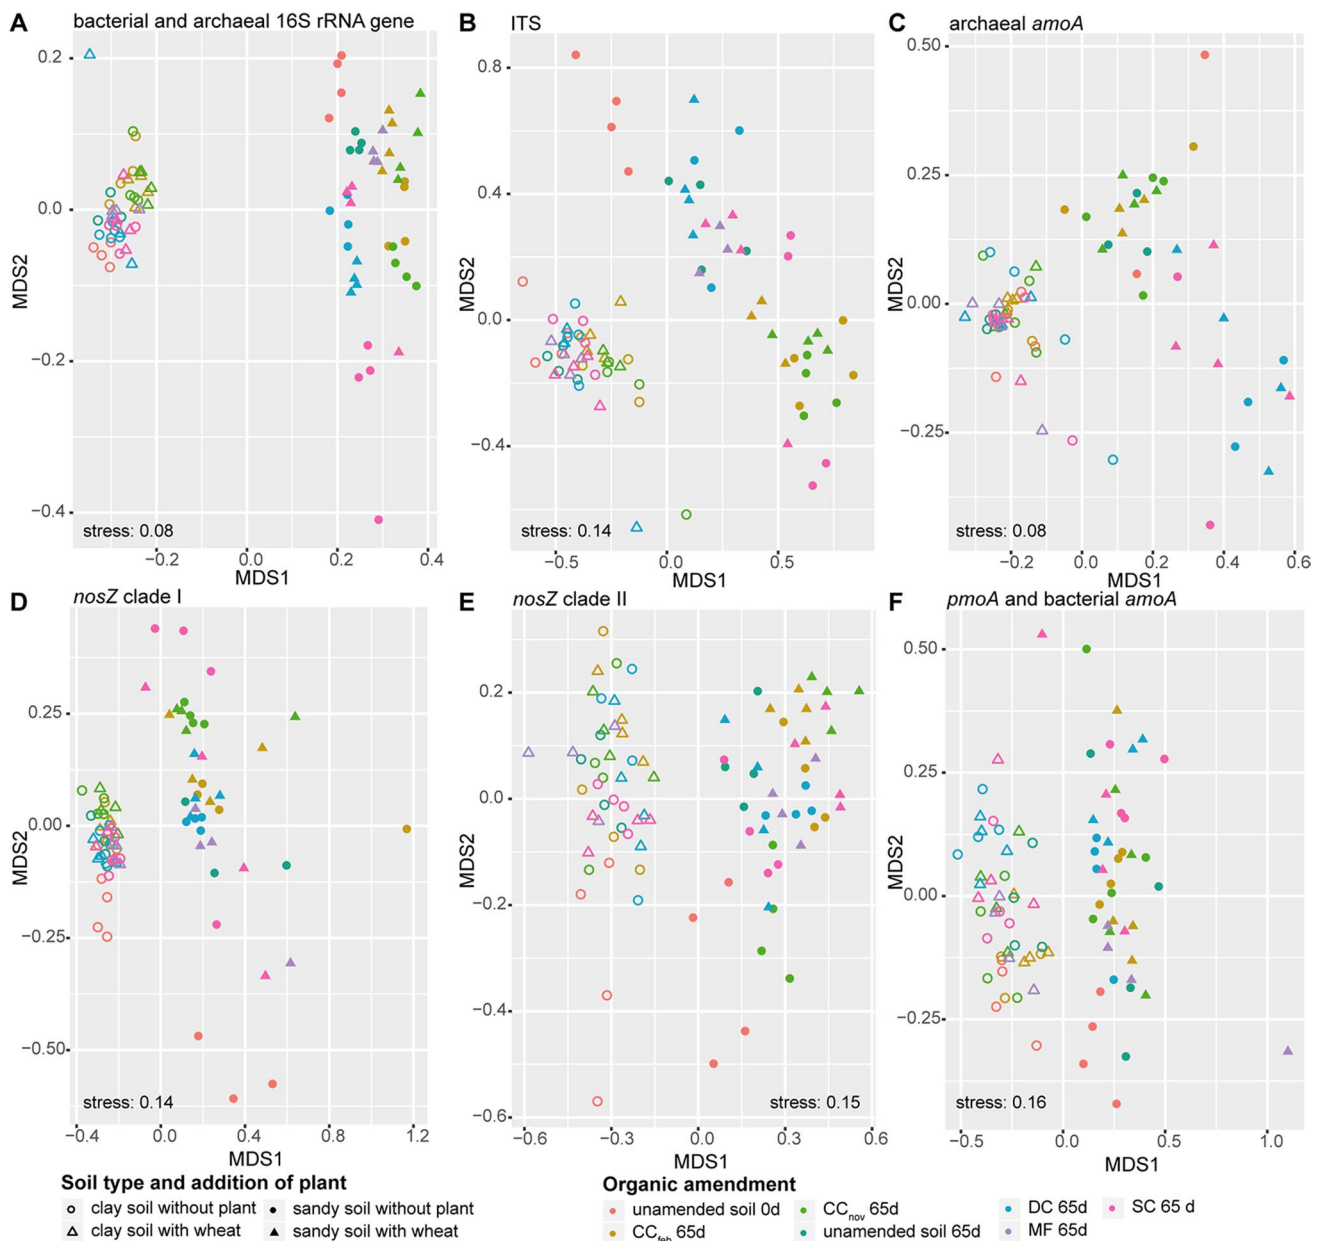 A bacterial and archaeal 16S rRNA gene
0.2
0.0
−0.2
−0.4
MDS2
stress: 0.08
−0.2 0.0 0.2 0.4
MDS1
B ITS
0.8
0.4
0.0
−0.4
MDS2
stress: 0.14
−0.5 0.0 0.5
MDS1
C archaeal amoA
0.50
0.25
0.00
−0.25
MDS2
stress: 0.08
−0.2 0.0 0.2 0.4 0.6
MDS1
D nosZ clade I
0.25
0.00
−0.25
−0.50
MDS2
stress: 0.14
−0.4 0.0 0.4 0.8 1.2
MDS1
E nosZ clade II
0.2
0.0
−0.2
−0.4
−0.6
MDS2
stress: 0.15
−0.6 −0.3 0.0 0.3 0.6
MDS1
F pmoA and bacterial amoA
0.50
0.25
0.00
−0.25
MDS2
stress: 0.16
−0.5 0.0 0.5 1.0
MDS1
Soil type and addition of plant
clay soil without plant sandy soil without plant
clay soil with wheat sandy soil with wheat
Organic amendment
unamended soil 0d CCnov 65d DC 65d SC 65 d
CCfeb 65d unamended soil 65d MF 65d